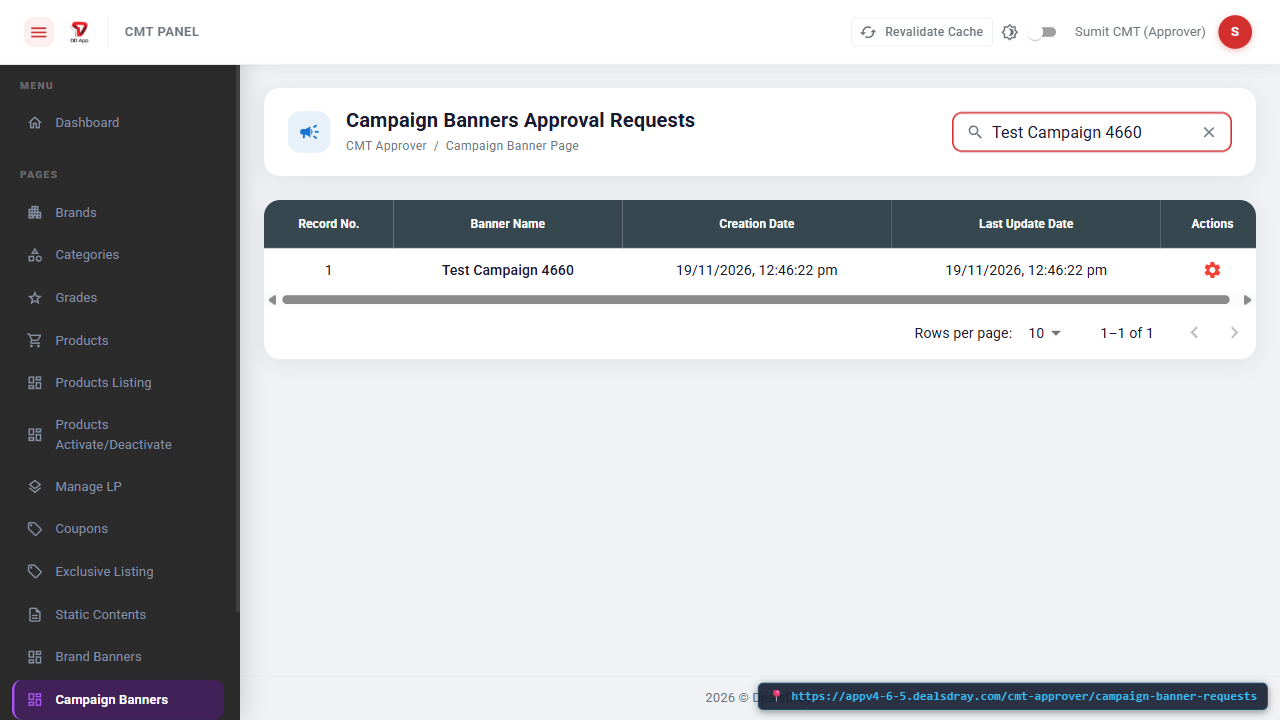 DD App
CMT PANEL
Revalidate Cache
Sumit CMT (Approver)
S
MENU
Dashboard
PAGES
Brands
Categories
Grades
Products
Products Listing
Products
Activate/Deactivate
Manage LP
Coupons
Exclusive Listing
Static Contents
Brand Banners
Campaign Banners
Campaign Banners Approval Requests
CMT Approver / Campaign Banner Page
Test Campaign 4660
Record No. Banner Name Creation Date Last Update Date Actions
1 Test Campaign 4660 19/11/2026, 12:46:22 pm 19/11/2026, 12:46:22 pm
Rows per page: 10 1–1 of 1
2026 ©
https://appv4-6-5.dealsdray.com/cmt-approver/campaign-banner-requests